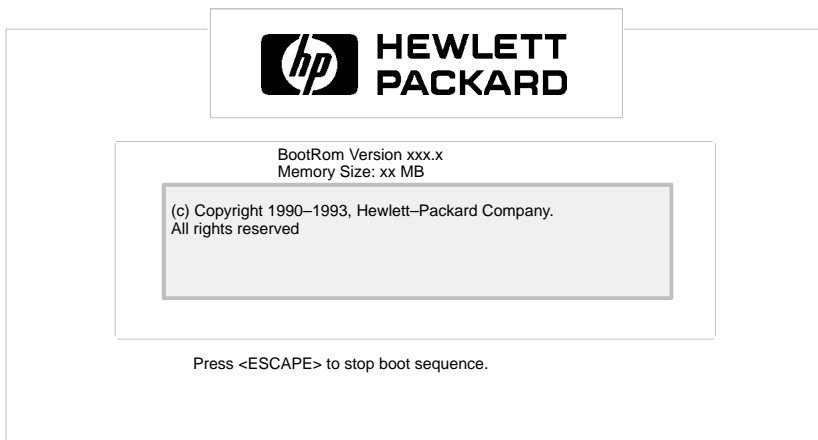 hp HEWLETT
PACKARD
BootRom Version xxx.x
Memory Size: xx MB
(c) Copyright 1990–1993, Hewlett–Packard Company.
All rights reserved
Press <ESCAPE> to stop boot sequence.